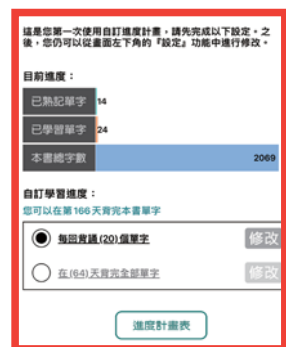 這是您第一次使用自訂進度計畫，請先完成以下設定。之
後，您仍可以從畫面左下角的『設定』功能中進行修改。
目前進度：
已熟記單字 14
已學習單字 24
本書總字數 2069
自訂學習進度：
您可以在第 166 天背完本書單字
每回背誦 (20) 個單字 修改
在 (64) 天背完全部單字 修改
進度計畫表